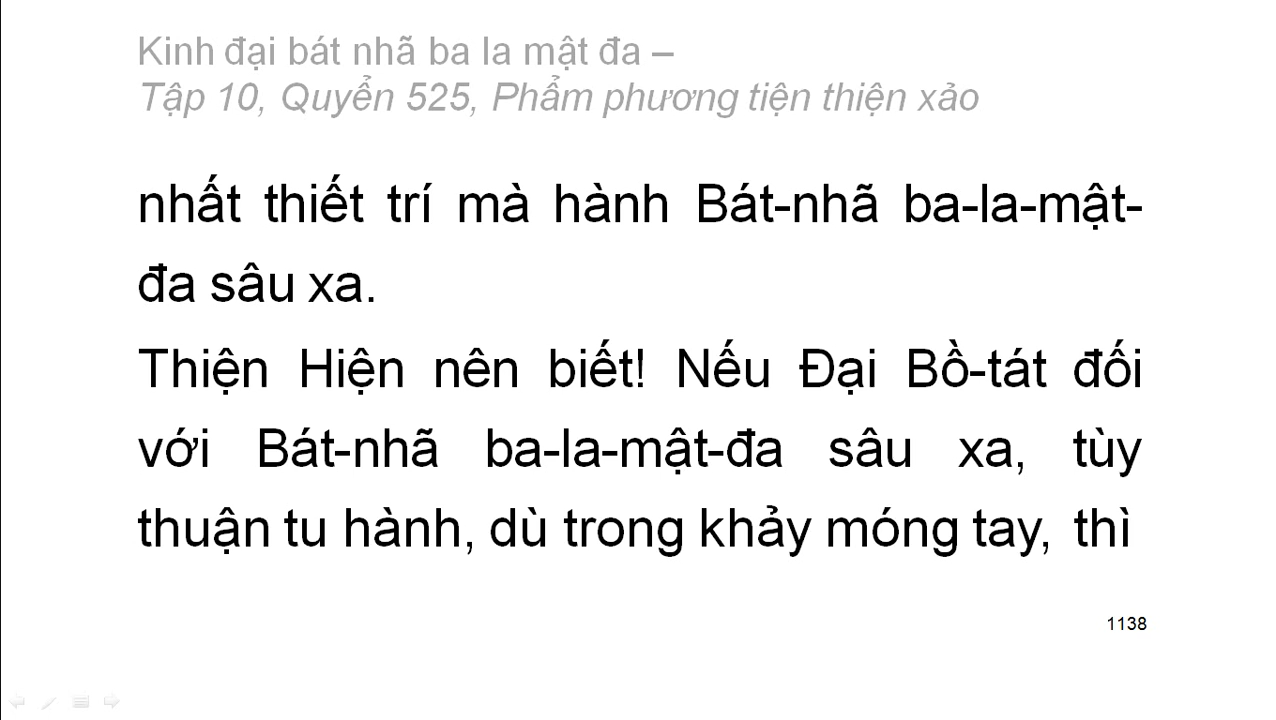 Kinh đại bát nhã ba la mật đa –
Tập 10, Quyển 525, Phẩm phương tiện thiện xảo
nhất thiết trí mà hành Bát-nhã ba-la-mật-
đa sâu xa.
Thiện Hiện nên biết! Nếu Đại Bồ-tát đối
với Bát-nhã ba-la-mật-đa sâu xa, tùy
thuận tu hành, dù trong khảy móng tay, thì
1138